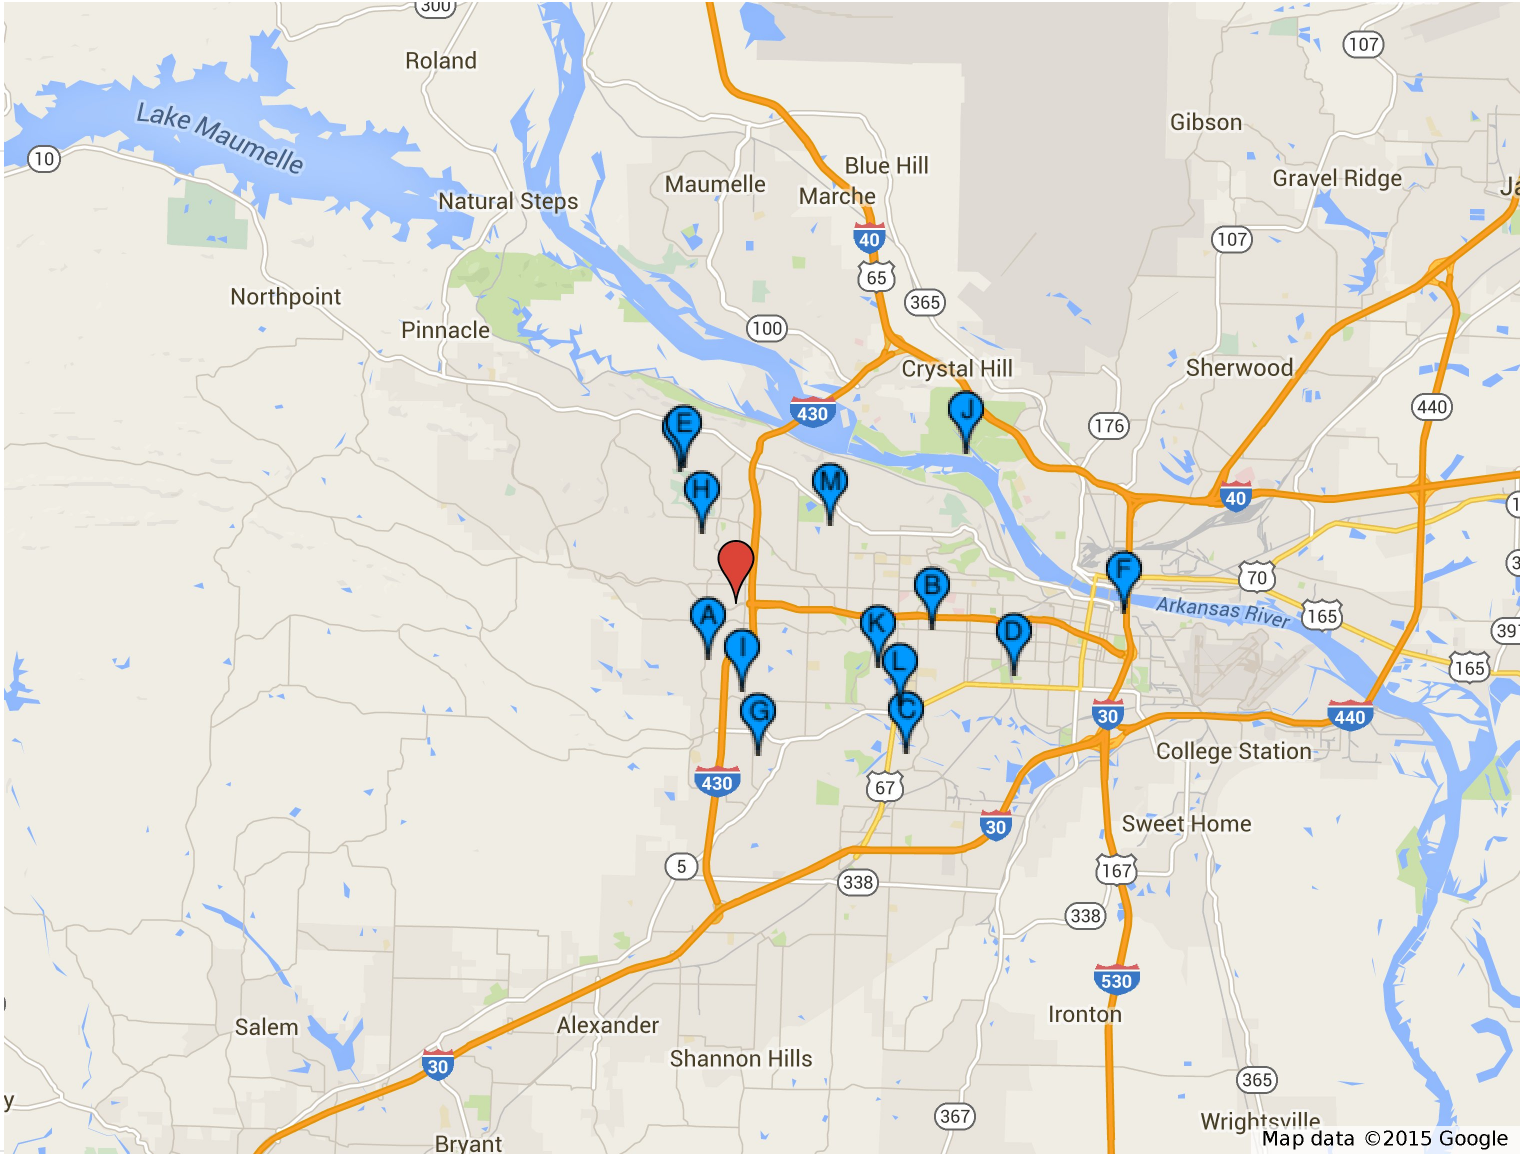 300
Roland
107
Lake Maumelle
Gibson
10
Blue Hill
Gravel Ridge
Maumelle
Marche
Natural Steps
40
107
65
Northpoint
365
Pinnacle
100
Crystal Hill
Sherwood
430
J
440
E
176
H
M
40
F
70
B
Arkansas River
165
A
K
D
39
I
L
165
G
C
30
440
College Station
430
67
30
Sweet Home
5
338
167
338
530
Salem
Alexander
Ironton
Shannon Hills
30
365
y
367
Wrightsville
Bryant
Map data ©2015 Google